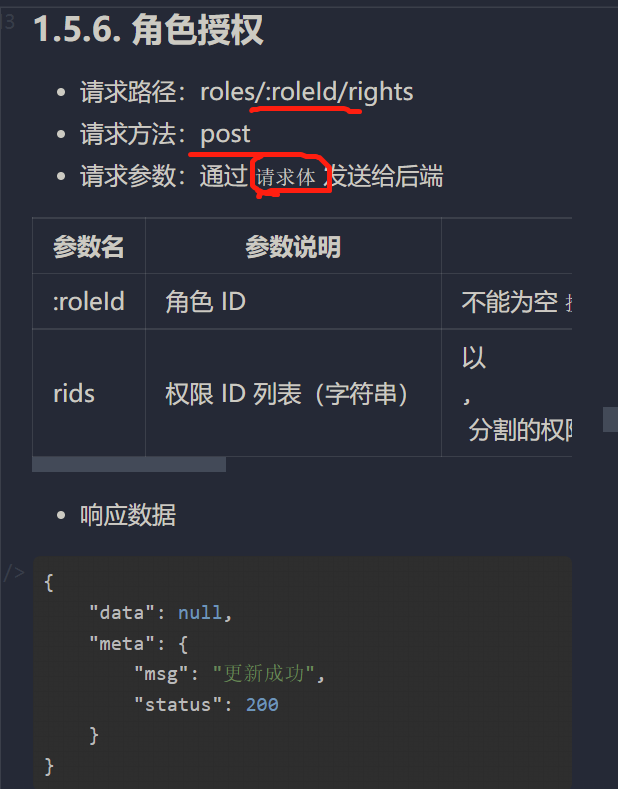 3
1.5.6. 角色授权
• 请求路径：roles/:roleId/rights
• 请求方法：post
• 请求参数：通过 请求体 发送给后端
参数名 参数说明
:roleId 角色 ID 不能为空
rids 权限 ID 列表（字符串） 以
,
分割的权
• 响应数据
/>
{
"data": null,
"meta": {
"msg": "更新成功",
"status": 200
}
}